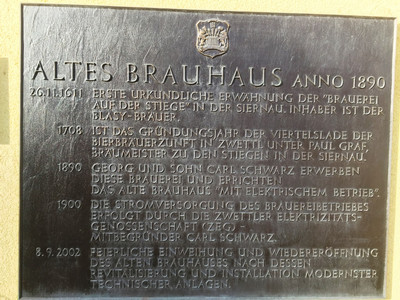 ALTES BRAUHAUS ANNO 1890
26.11.1611 ERSTE URKUNDLICHE ERWÄHNUNG DER "BRAUEREI
AUF DER STIEGE" IN DER SIERNAU. INHABER IST DER
BLASY-BRÄUER.
1708 IST DAS GRÜNDUNGSJAHR DER VIERTELSLADE DER
BIERBRÄUERZUNFT IN ZWETTL UNTER PAUL GRAF,
BRÄUMEISTER ZU DEN STIEGEN IN DER SIERNAU.
1890 GEORG UND SOHN CARL SCHWARZ ERWERBEN
DIESE BRAUEREI UND ERRICHTEN
DAS ALTE BRAUHAUS "MIT ELEKTRISCHEM BETRIEB".
1900 DIE STROMVERSORGUNG DES BRAUEREIBETRIEBES
ERFOLGT DURCH DIE ZWETTLER ELEKTRIZITÄTS-
GENOSSENSCHAFT (ZEG) -
MITBEGRÜNDER CARL SCHWARZ.
8.9.2002 FEIERLICHE EINWEIHUNG UND WIEDERERÖFFNUNG
DES ALTEN BRAUHAUSES NACH DESSEN
REVITALISIERUNG UND INSTALLATION MODERNSTER
TECHNISCHER ANLAGEN.